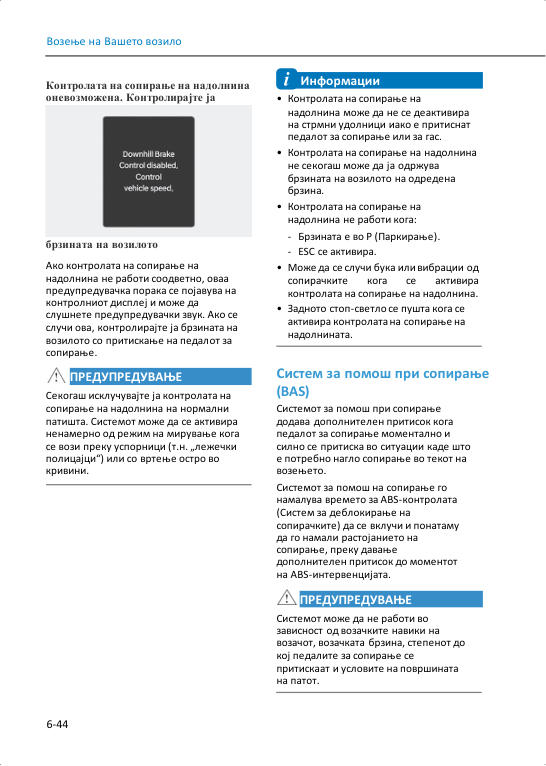 Возење на Вашето возило
Контролата на сопирање на надолнина
оневозможена. Контролирајте ја
Downhill Brake
Control disabled,
Control
vehicle speed,
брзината на возилото
Ако контролата на сопирање на
надолнина не работи соодветно, оваа
предупредувачка порака се појавува на
контролниот дисплеј и може да
слушнете предупредувачки звук. Ако се
случи ова, контролирајте ја брзината на
возилото со притискање на педалот за
сопирање.
ПРЕДУПРЕДУВАЊЕ
Секогаш исклучувајте ја контролата на
сопирање на надолнина на нормални
патишта. Системот може да се активира
ненамерно од режим на мирување кога
се вози преку успорници (т.н. „лежечки
полицајци“) или со вртење остро во
кривини.
i Информации
• Контролата на сопирање на
надолнина може да не се деактивира
на стрмни удолници иако е притиснат
педалот за сопирање или за гас.
• Контролата на сопирање на надолнина
не секогаш може да ја одржува
брзината на возилото на одредена
брзина.
• Контролата на сопирање на
надолнина не работи кога:
- Брзината е во P (Паркирање).
- ESC се активира.
• Може да се случи бука или вибрации од
сопирачките кога се активира
контролата на сопирање на надолнина.
• Задното стоп-светло се пушта кога се
активира контролата на сопирање на
надолнината.
Систем за помош при сопирање
(BAS)
Системот за помош при сопирање
додава дополнителен притисок кога
педалот за сопирање моментално и
силно се притиска во ситуации каде што
е потребно нагло сопирање во текот на
возењето.
Системот за помош на сопирање го
намалува времето за ABS-контролата
(Систем за деблокирање на
сопирачките) да се вклучи и понатаму
да го намали растојанието на
сопирање, преку давање
дополнителен притисок до моментот
на ABS-интервенцијата.
ПРЕДУПРЕДУВАЊЕ
Системот може да не работи во
зависност од возачките навики на
возачот, возачката брзина, степенот до
кој педалите за сопирање се
притискаат и условите на површината
на патот.
6-44